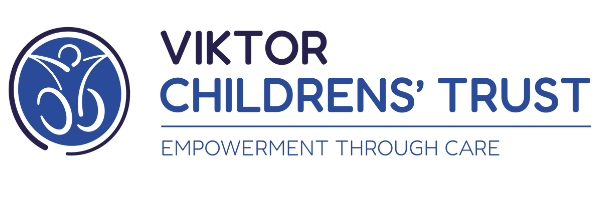 VIKTOR
CHILDRENS' TRUST
EMPOWERMENT THROUGH CARE